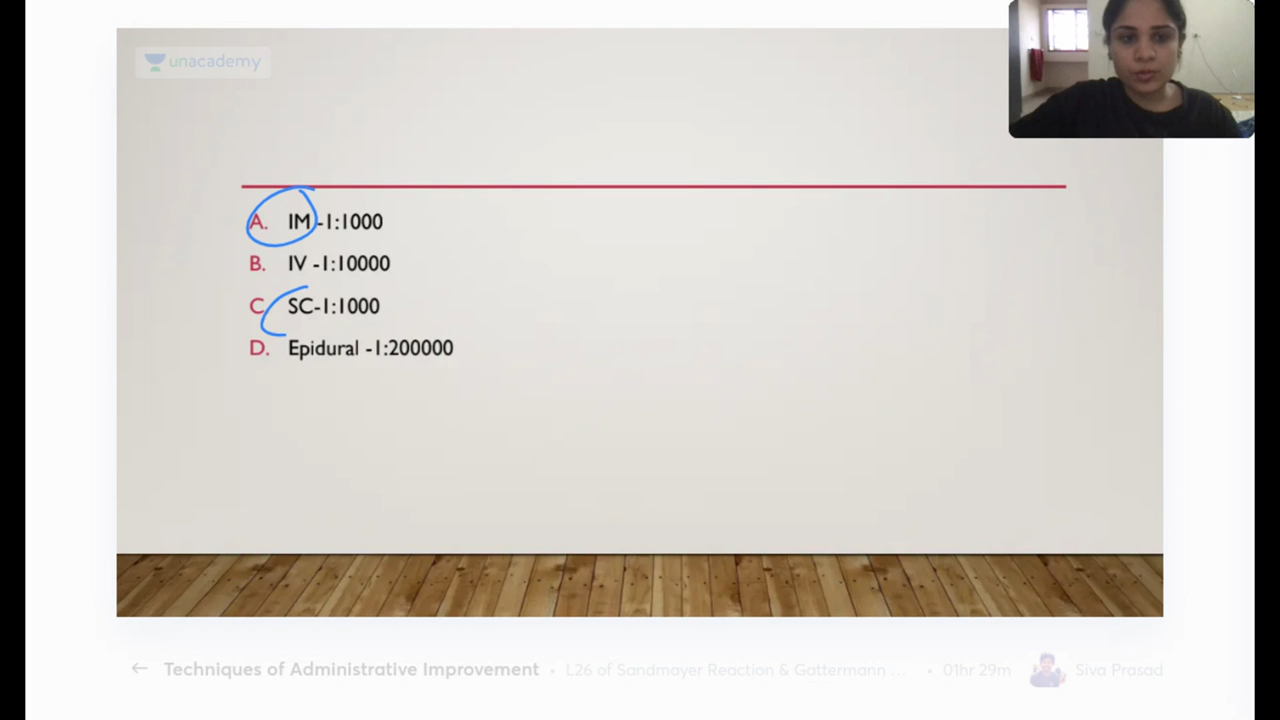 unacademy
A. IM -1:1000
B. IV -1:10000
C. SC-1:1000
D. Epidural -1:200000
← Techniques of Administrative Improvement • L26 of Sandmayer Reaction & Gattermann ... • 01hr 29m Siva Prasad